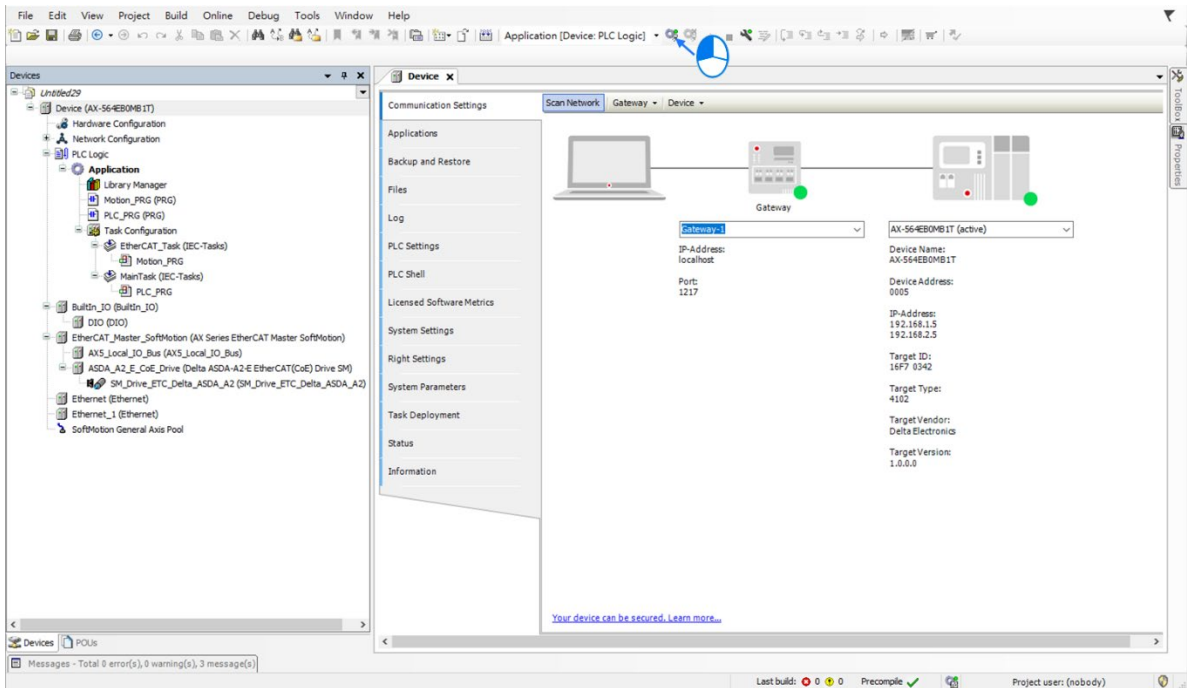 File Edit View Project Build Online Debug Tools Window Help
Application [Device: PLC Logic]
Devices
Untitled29
Device (AX-564EB0MB1T)
Hardware Configuration
Network Configuration
PLC Logic
Application
Library Manager
Motion_PRG (PRG)
PLC_PRG (PRG)
Task Configuration
EtherCAT_Task (IEC-Tasks)
Motion_PRG
MainTask (IEC-Tasks)
PLC_PRG
BuiltIn_IO (BuiltIn_IO)
DIO (DIO)
EtherCAT_Master_SoftMotion (AX Series EtherCAT Master SoftMotion)
AX5_Local_IO_Bus (AX5_Local_IO_Bus)
ASDA_A2_E_CoE_Drive (Delta ASDA-A2-E EtherCAT(CoE) Drive SM)
SM_Drive_ETC_Delta_ASDA_A2 (SM_Drive_ETC_Delta_ASDA_A2)
Ethernet (Ethernet)
Ethernet_1 (Ethernet)
SoftMotion General Axis Pool
Devices POUs
Device
Communication Settings
Applications
Backup and Restore
Files
Log
PLC Settings
PLC Shell
Licensed Software Metrics
System Settings
Right Settings
System Parameters
Task Deployment
Status
Information
Scan Network Gateway Device
Gateway
Gateway-1
IP-Address:
localhost
Port:
1217
AX-564EB0MB1T (active)
Device Name:
AX-564EB0MB1T
Device Address:
0005
IP-Address:
192.168.1.5
192.168.2.5
Target ID:
16F7 0342
Target Type:
4102
Target Vendor:
Delta Electronics
Target Version:
1.0.0.0
Your device can be secured. Learn more...
ToolBox
Properties
Messages - Total 0 error(s), 0 warning(s), 3 message(s)
Last build: 0 0 Precompile Project user: (nobody)